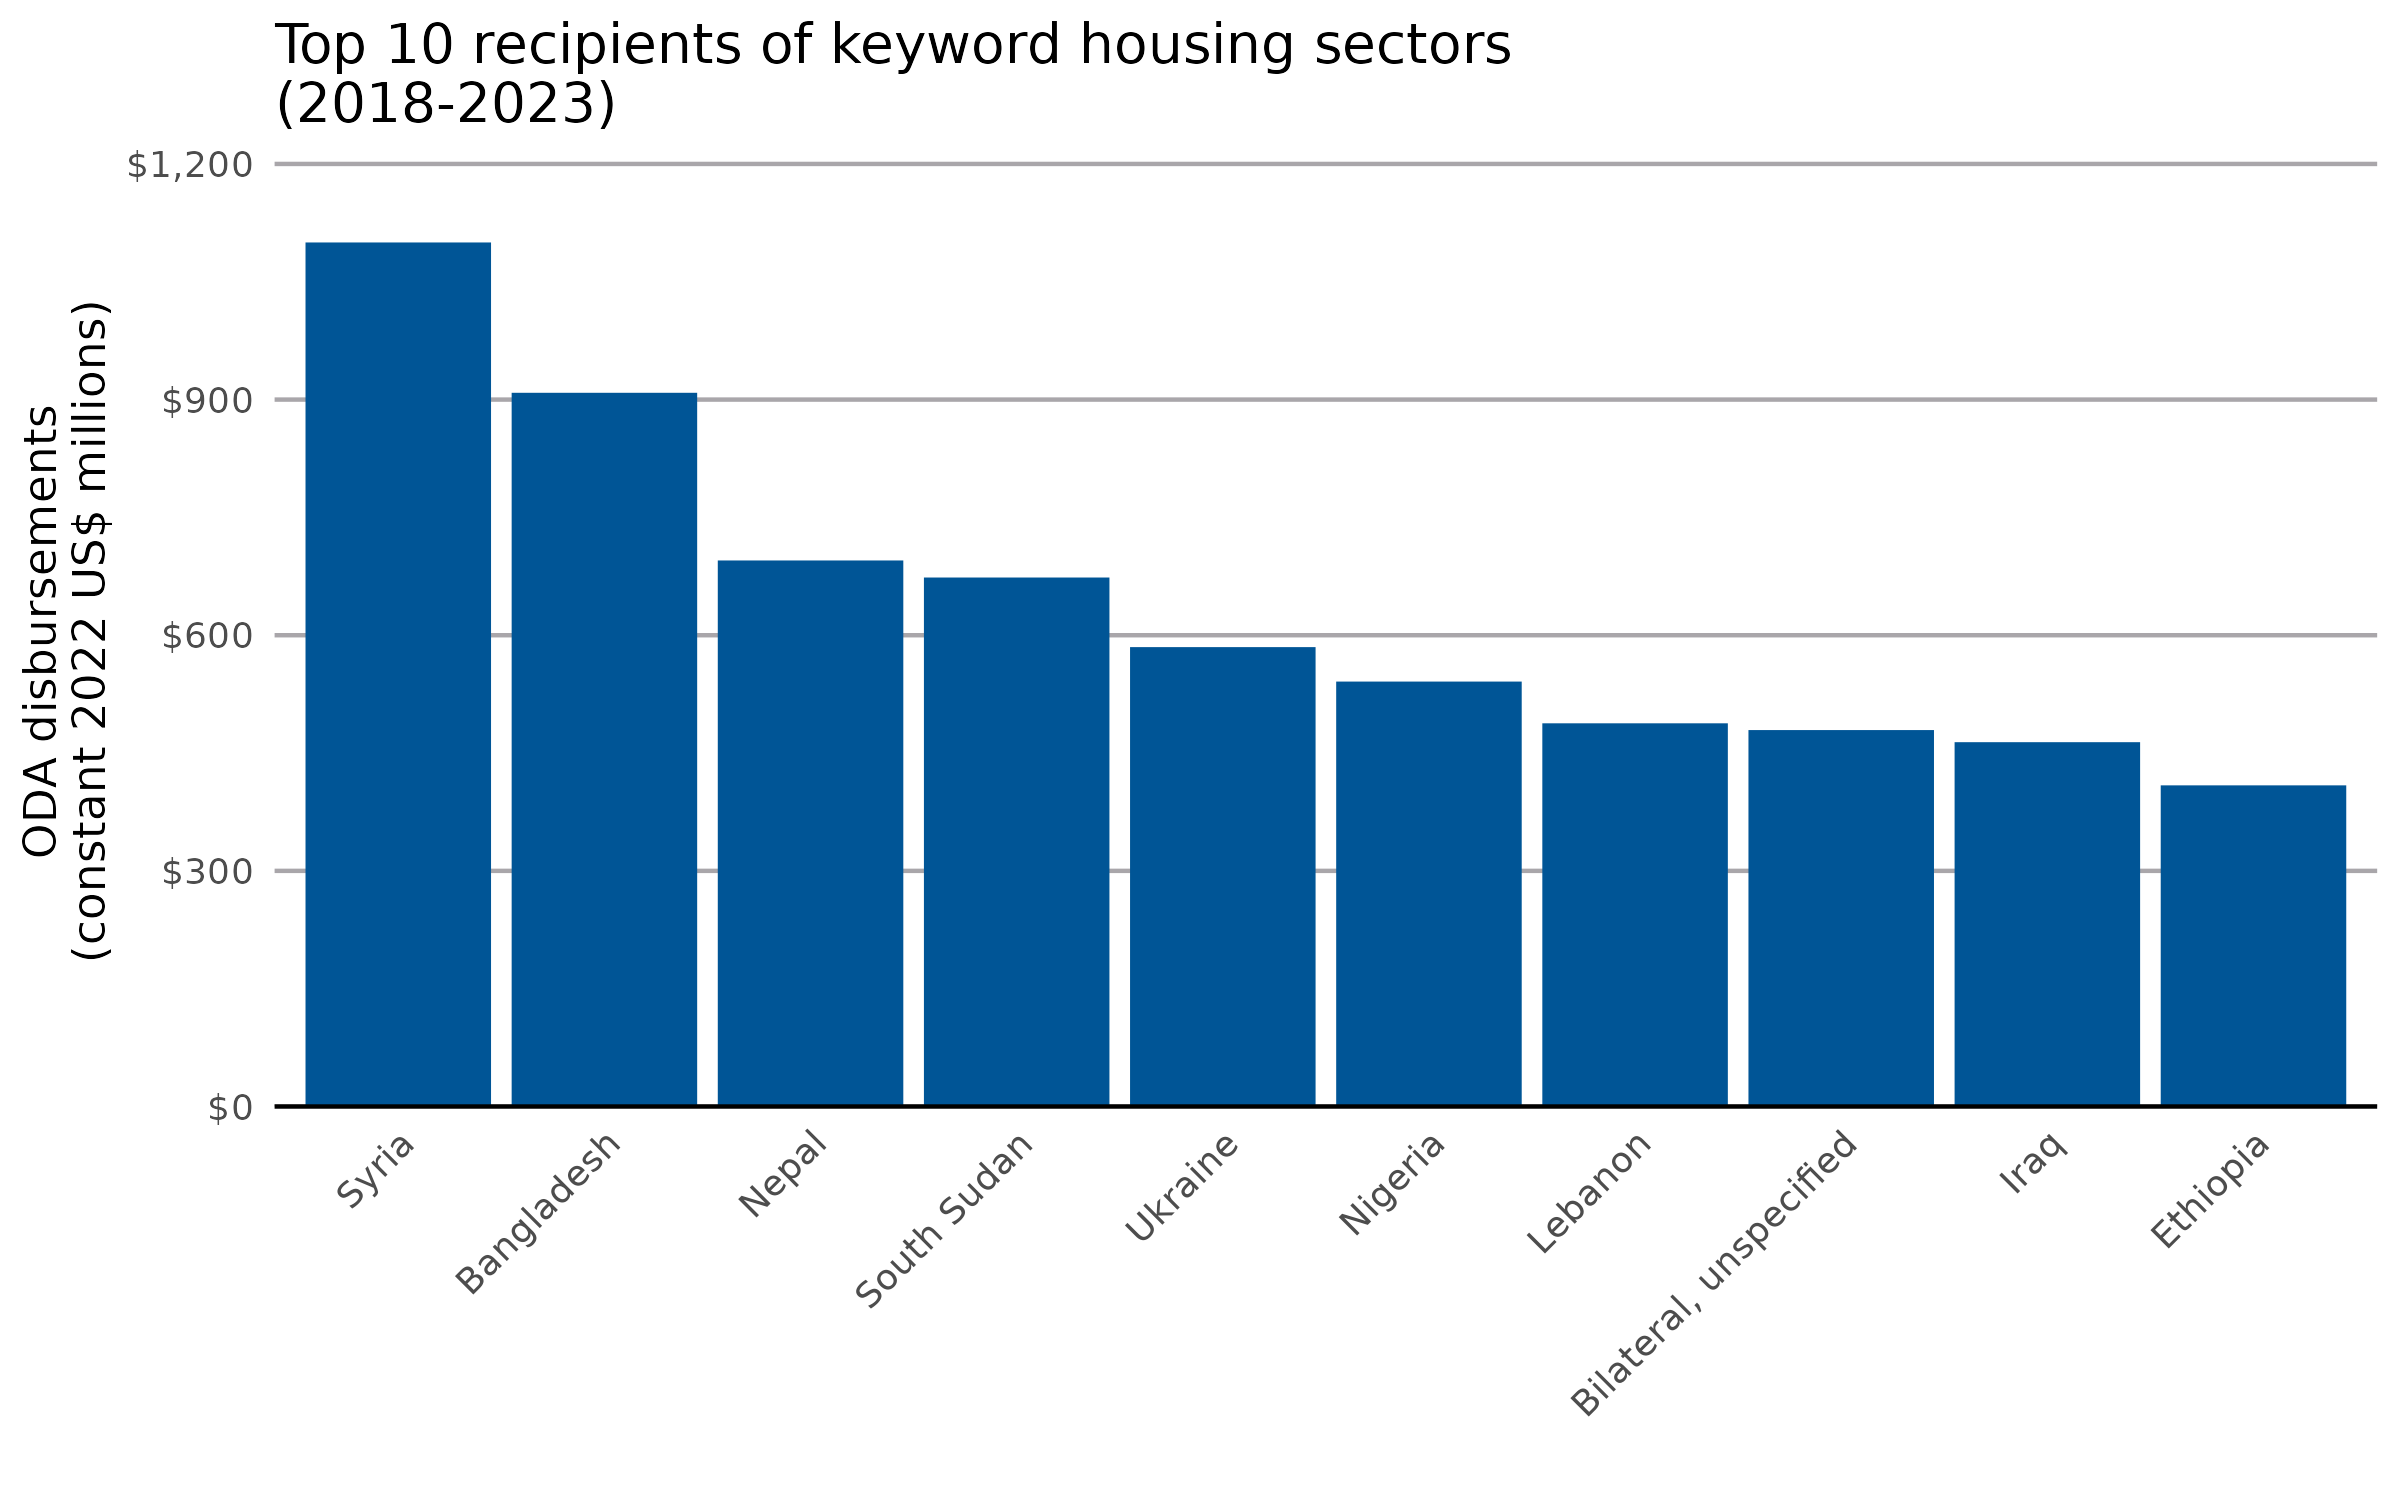 Top 10 recipients of keyword housing sectors
(2018-2023)
ODA disbursements
(constant 2022 US$ millions)
$1,200
$900
$600
$300
$0
Syria
Bangladesh
Nepal
South Sudan
Ukraine
Nigeria
Lebanon
Bilateral, unspecified
Iraq
Ethiopia